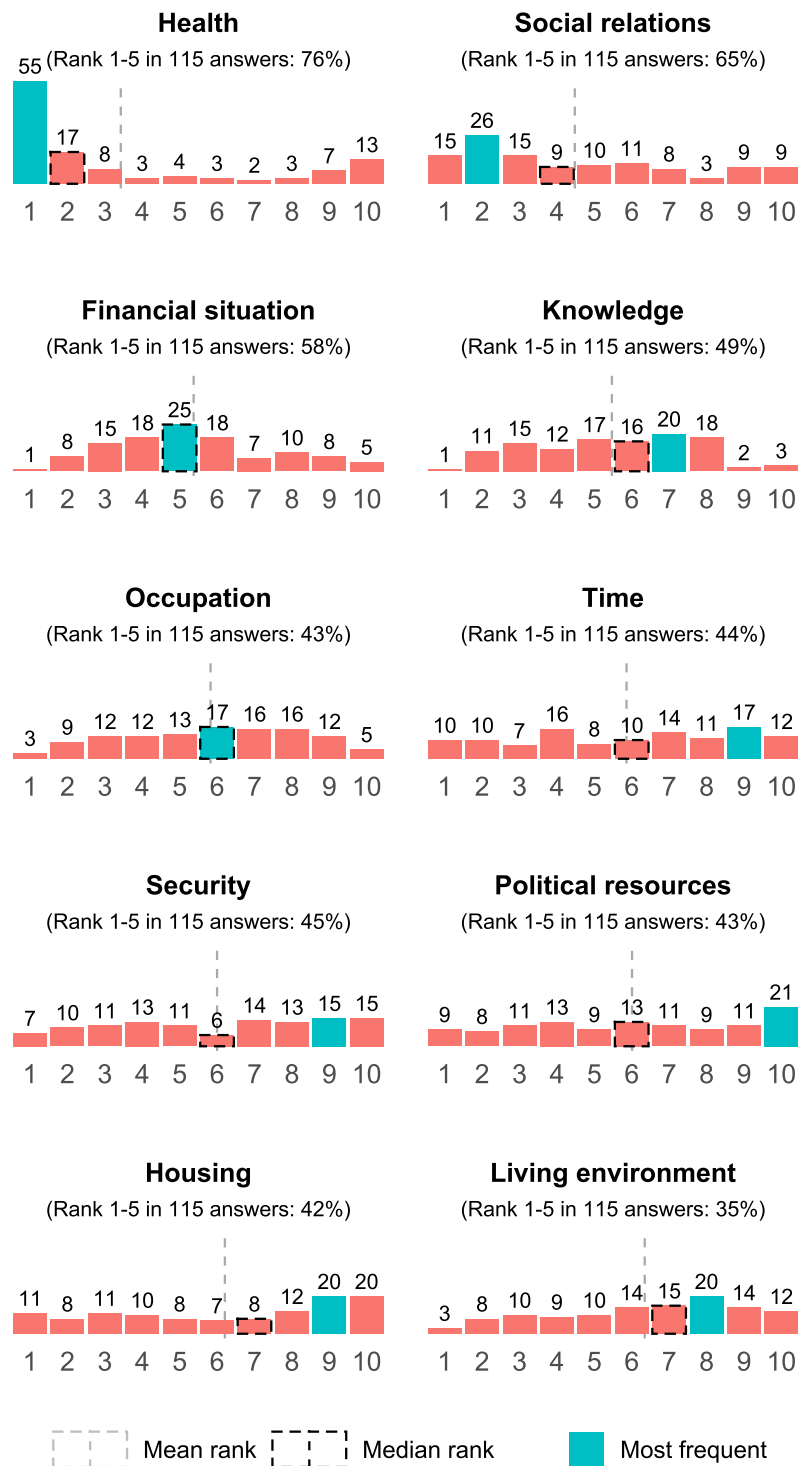 Health
(Rank 1-5 in 115 answers: 76%)
55 17 8 3 4 3 2 3 7 13
1 2 3 4 5 6 7 8 9 10
Social relations
(Rank 1-5 in 115 answers: 65%)
15 26 15 9 10 11 8 3 9 9
1 2 3 4 5 6 7 8 9 10
Financial situation
(Rank 1-5 in 115 answers: 58%)
1 8 15 18 25 18 7 10 8 5
1 2 3 4 5 6 7 8 9 10
Knowledge
(Rank 1-5 in 115 answers: 49%)
1 11 15 12 17 16 20 18 2 3
1 2 3 4 5 6 7 8 9 10
Occupation
(Rank 1-5 in 115 answers: 43%)
3 9 12 12 13 17 16 16 12 5
1 2 3 4 5 6 7 8 9 10
Time
(Rank 1-5 in 115 answers: 44%)
10 10 7 16 8 10 14 11 17 12
1 2 3 4 5 6 7 8 9 10
Security
(Rank 1-5 in 115 answers: 45%)
7 10 11 13 11 6 14 13 15 15
1 2 3 4 5 6 7 8 9 10
Political resources
(Rank 1-5 in 115 answers: 43%)
9 8 11 13 9 13 11 9 11 21
1 2 3 4 5 6 7 8 9 10
Housing
(Rank 1-5 in 115 answers: 42%)
11 8 11 10 8 7 8 12 20 20
1 2 3 4 5 6 7 8 9 10
Living environment
(Rank 1-5 in 115 answers: 35%)
3 8 10 9 10 14 15 20 14 12
1 2 3 4 5 6 7 8 9 10
Mean rank Median rank Most frequent